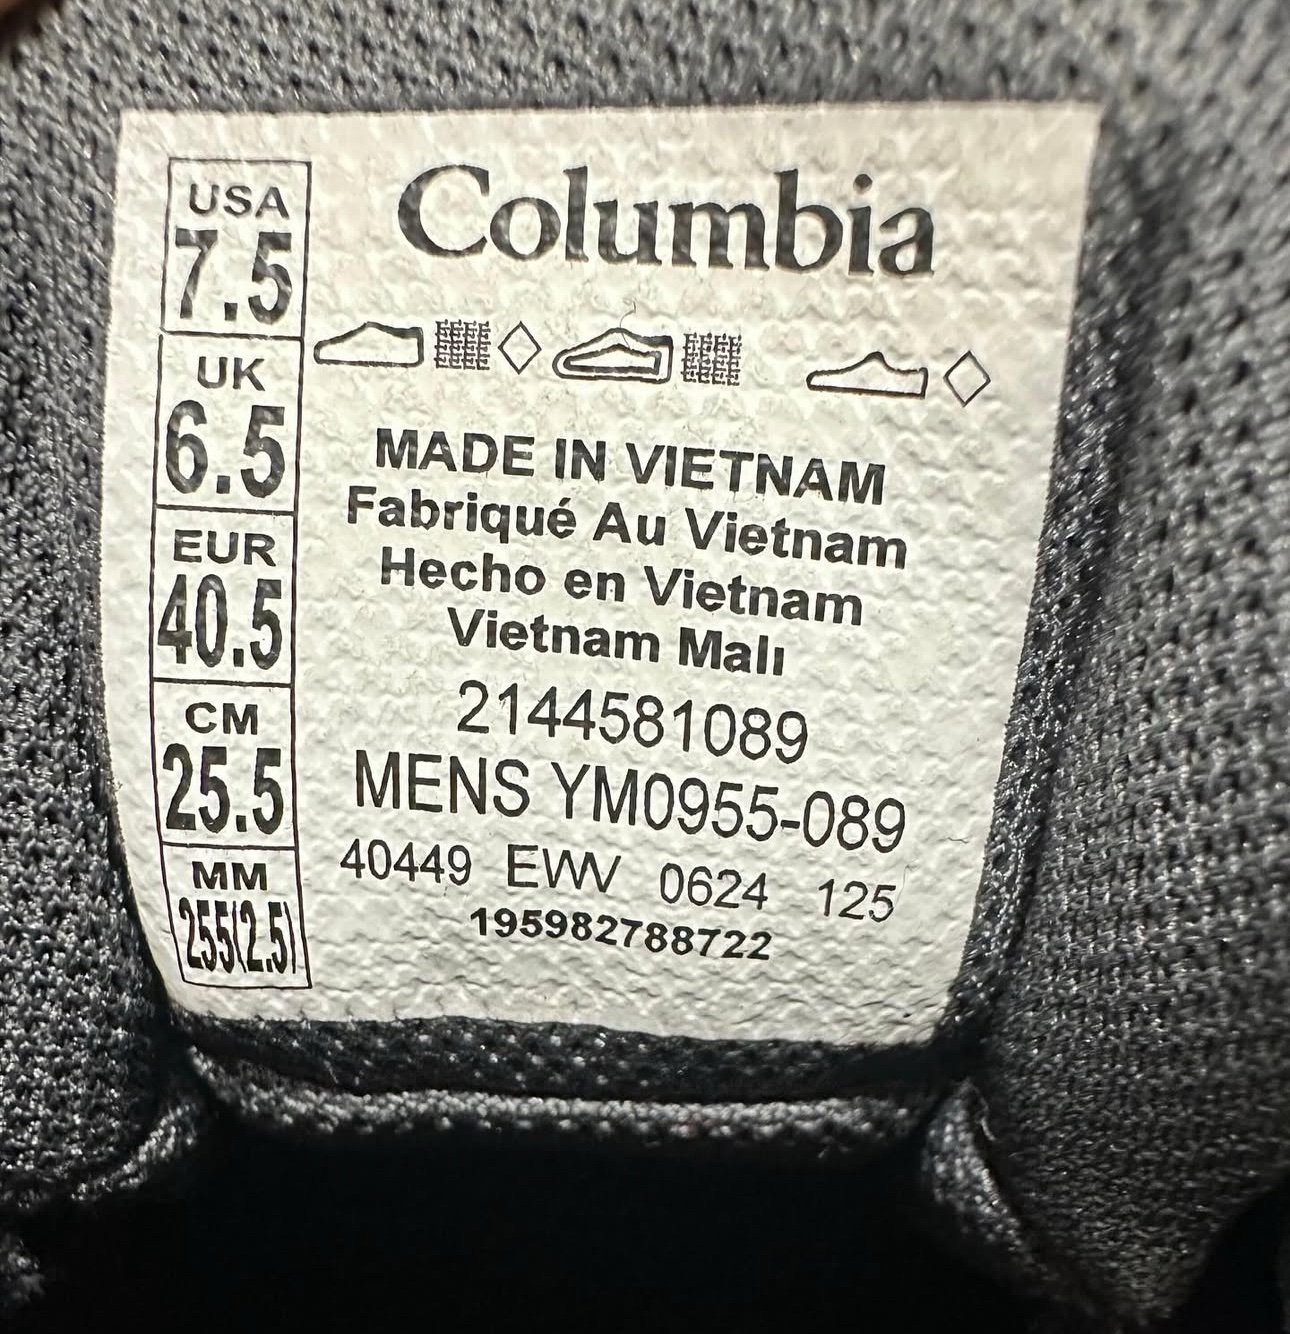 USA
7.5
UK
6.5
EUR
40.5
CM
25.5
MM
255(2.5)
Columbia
MADE IN VIETNAM
Fabriqué Au Vietnam
Hecho en Vietnam
Vietnam Malı
2144581089
MENS YM0955-089
40449 EVVV 0624 125
195982788722